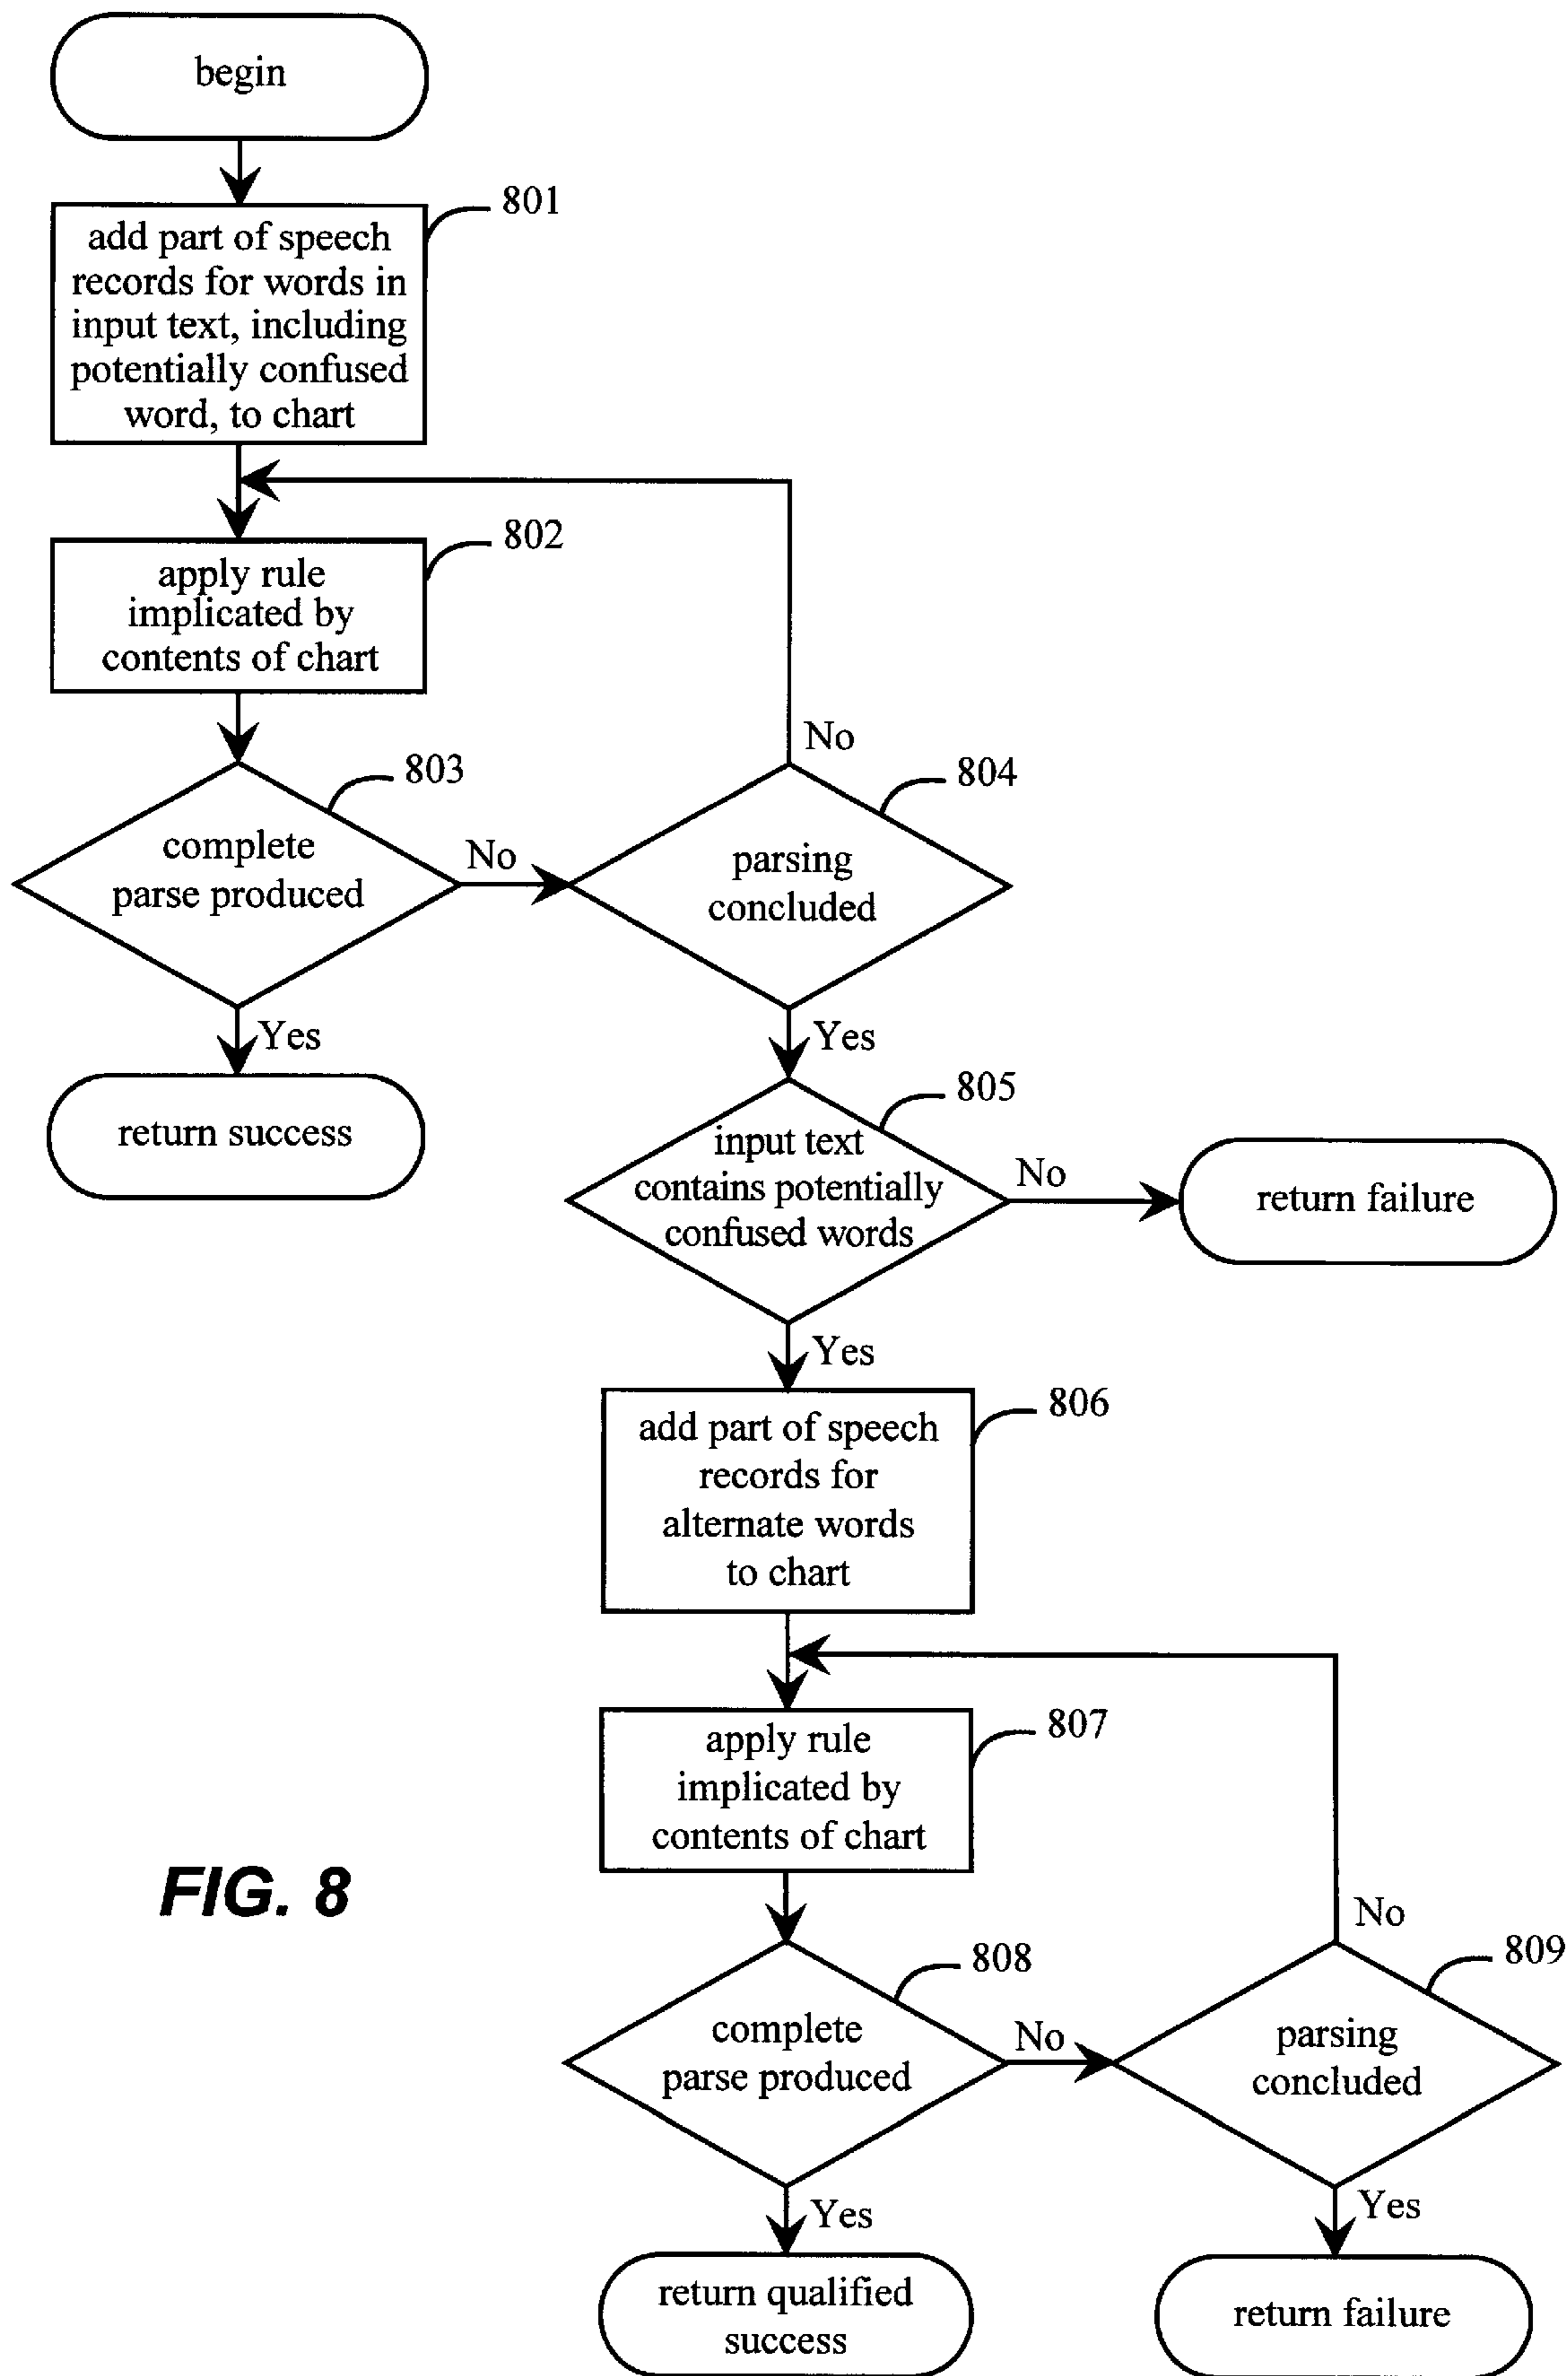 begin
801
add part of speech
records for words in
input text, including
potentially confused
word, to chart
802
apply rule
implicated by
contents of chart
No
803
804
complete
parse produced
No
parsing
concluded
Yes
Yes
return success
805
input text
contains potentially
confused words
No
return failure
Yes
806
add part of speech
records for
alternate words
to chart
807
apply rule
implicated by
contents of chart
FIG. 8
No
808
809
complete
parse produced
No
parsing
concluded
Yes
Yes
return qualified
success
return failure